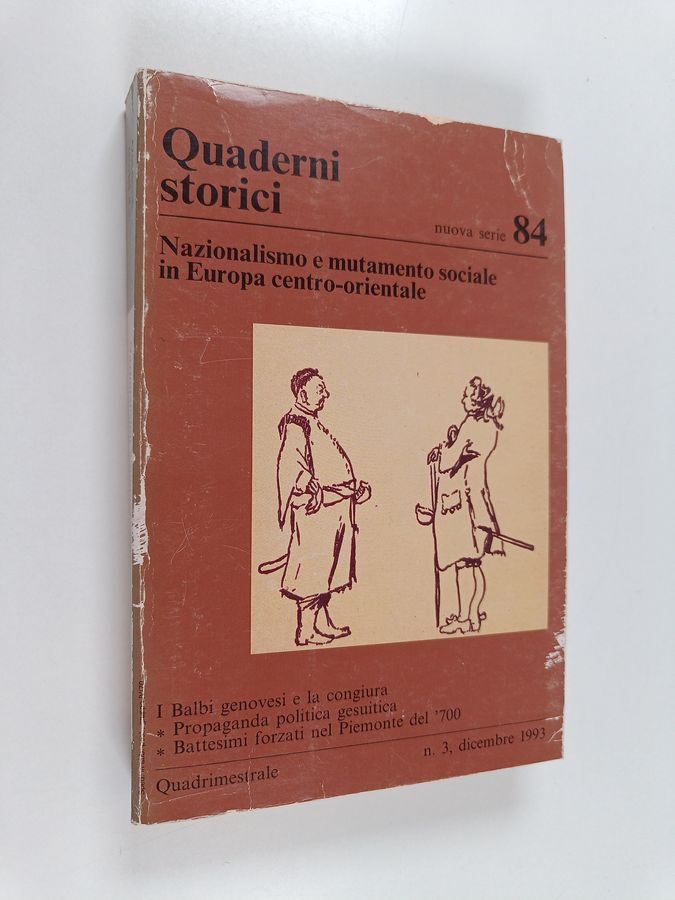 Quaderni
storici
nuova serie 84
Nazionalismo e mutamento sociale
in Europa centro-orientale
I Balbi genovesi e la congiura
* Propaganda politica gesuitica
* Battesimi forzati nel Piemonte del '700
Quadrimestrale
n. 3, dicembre 1993